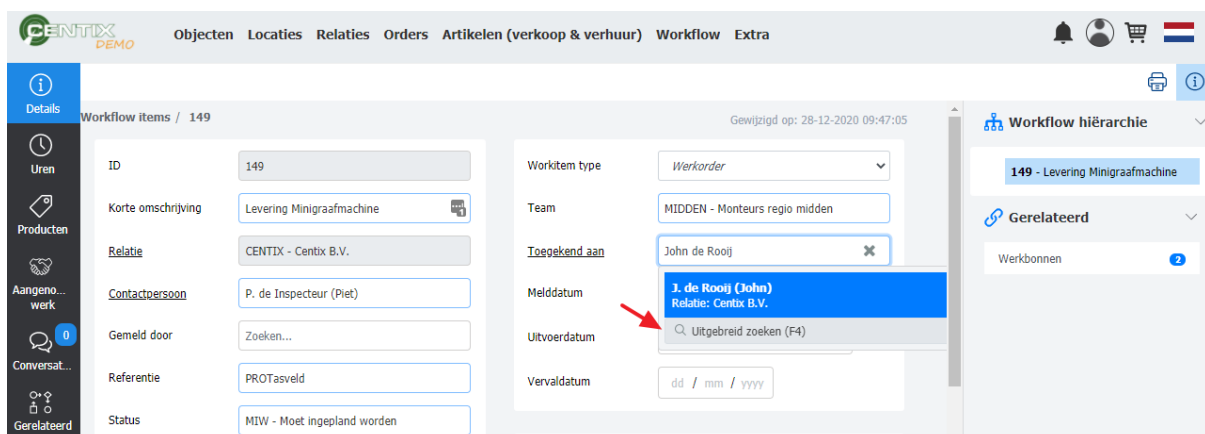 CENTIX
DEMO
Objecten Locaties Relaties Orders Artikelen (verkoop & verhuur) Workflow Extra
Details
Uren
Producten
Aangeno...
werk
0
Conversat...
Gerelateerd
Workflow items / 149
Gewijzigd op: 28-12-2020 09:47:05
ID
149
Korte omschrijving
Levering Minigraafmachine
1
Relatie
CENTIX - Centix B.V.
Contactpersoon
P. de Inspecteur (Piet)
Gemeld door
Zoeken...
Referentie
PROTasveld
Status
MIW - Moet ingepland worden
Workitem type
Werkorder
Team
MIDDEN - Monteurs regio midden
Toegekend aan
John de Rooij
J. de Rooij (John)
Relatie: Centix B.V.
Uitgebreid zoeken (F4)
Melddatum
Uitvoerdatum
Vervaldatum
dd / mm / yyyy
Workflow hiërarchie
149 - Levering Minigraafmachine
Gerelateerd
Werkbonnen
2